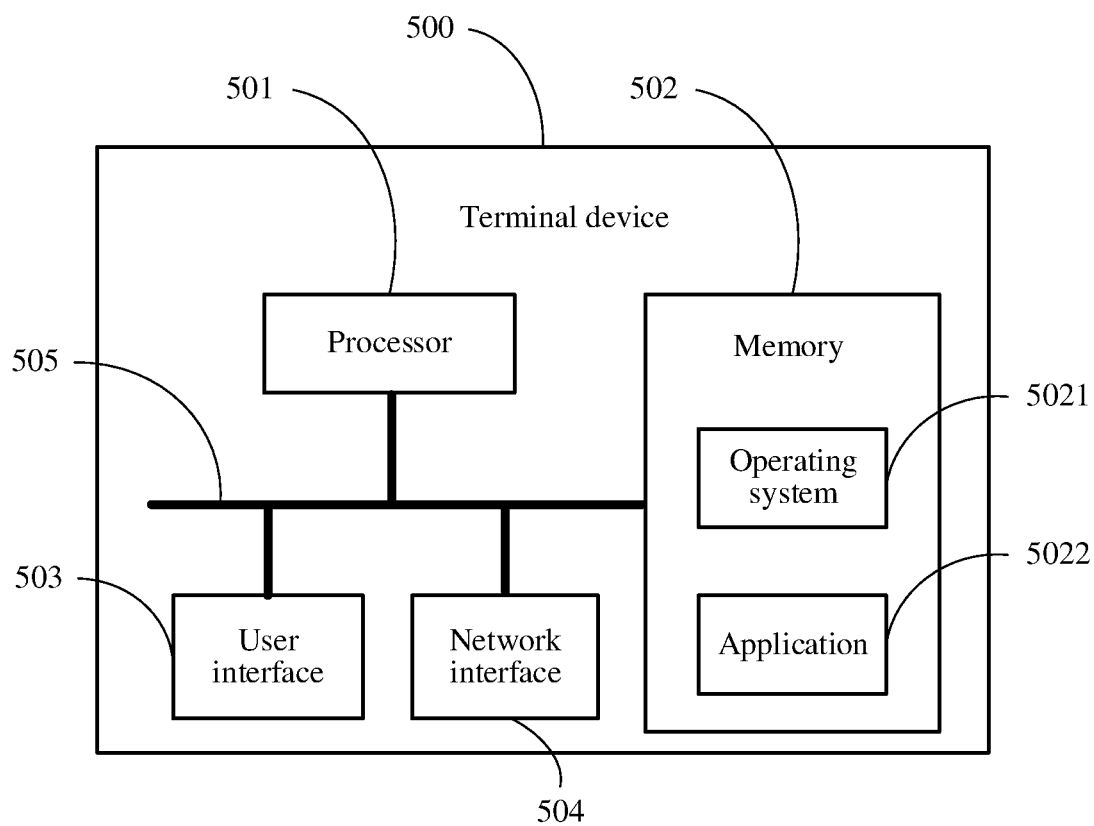 500
501
502
Terminal device
Processor
Memory
505
5021
Operating
system
5022
503
User
interface
Network
interface
Application
504